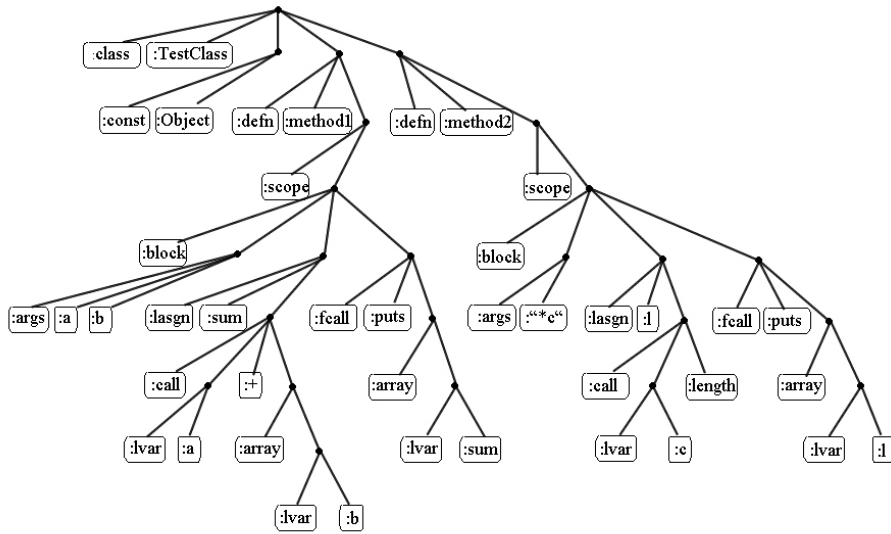 :class :TestClass
:const :Object :defn :method1 :defn :method2
:scope :scope
:block :block
:args :a :b :lasgn :sum :fcall :puts :args :“*c“ :lasgn :l :fcall :puts
:call :+ :array :call :length :array
:lvar :a :array :lvar :sum :lvar :c :lvar :l
:lvar :b